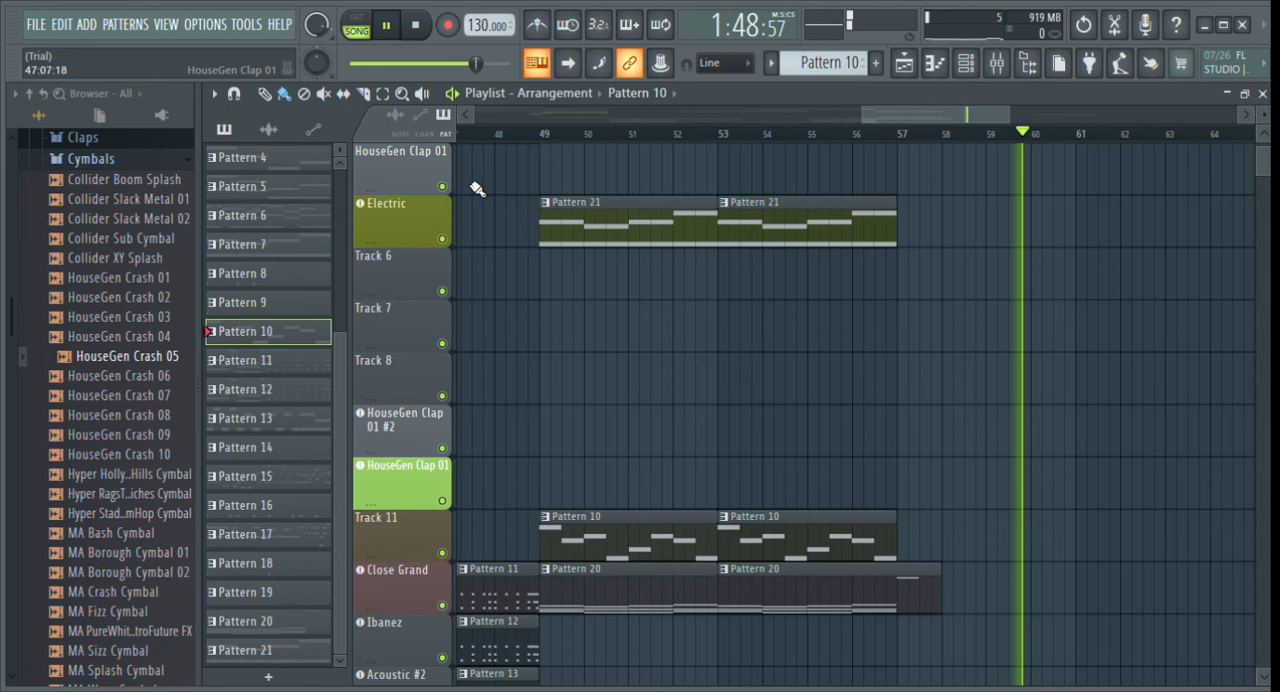 FILE EDIT ADD PATTERNS VIEW OPTIONS TOOLS HELP
PAT
SONG
130.000
3.2.
1:48:57
M:S:CS
5
919 MB
0
(Trial)
47:07:18
HouseGen Clap 01
Line
Pattern 10
07/26 FL
STUDIO |..
Browser - All
Playlist - Arrangement
Pattern 10
NOTE CHAN PAT
48 49 50 51 52 53 54 55 56 57 58 59 60 61 62 63 64
Claps
Cymbals
Collider Boom Splash
Collider Slack Metal 01
Collider Slack Metal 02
Collider Sub Cymbal
Collider XY Splash
HouseGen Crash 01
HouseGen Crash 02
HouseGen Crash 03
HouseGen Crash 04
HouseGen Crash 05
HouseGen Crash 06
HouseGen Crash 07
HouseGen Crash 08
HouseGen Crash 09
HouseGen Crash 10
Hyper Holly..Hills Cymbal
Hyper RagsT..iches Cymbal
Hyper Stad..mHop Cymbal
MA Bash Cymbal
MA Borough Cymbal 01
MA Borough Cymbal 02
MA Crash Cymbal
MA Fizz Cymbal
MA PureWhit..troFuture FX
MA Sizz Cymbal
MA Splash Cymbal
Pattern 4
Pattern 5
Pattern 6
Pattern 7
Pattern 8
Pattern 9
Pattern 10
Pattern 11
Pattern 12
Pattern 13
Pattern 14
Pattern 15
Pattern 16
Pattern 17
Pattern 18
Pattern 19
Pattern 20
Pattern 21
HouseGen Clap 01
Electric
Pattern 21
Pattern 21
Track 6
Track 7
Track 8
HouseGen Clap
01 #2
HouseGen Clap 01
Track 11
Pattern 10
Pattern 10
Close Grand
Pattern 11
Pattern 20
Pattern 20
Ibanez
Pattern 12
Acoustic #2
Pattern 13